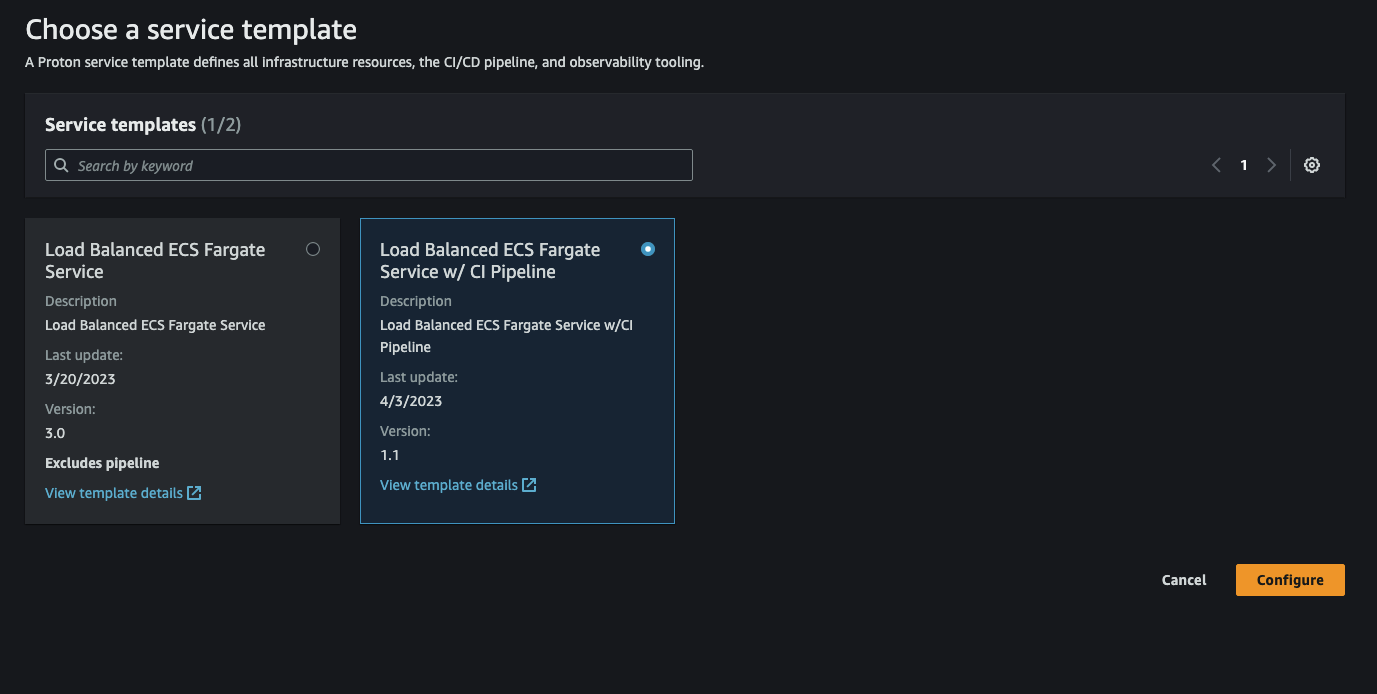 Choose a service template
A Proton service template defines all infrastructure resources, the CI/CD pipeline, and observability tooling.
Service templates (1/2)
Search by keyword
1
Load Balanced ECS Fargate
Service
Description
Load Balanced ECS Fargate Service
Last update:
3/20/2023
Version:
3.0
Excludes pipeline
View template details
Load Balanced ECS Fargate
Service w/ CI Pipeline
Description
Load Balanced ECS Fargate Service w/CI
Pipeline
Last update:
4/3/2023
Version:
1.1
View template details
Cancel
Configure